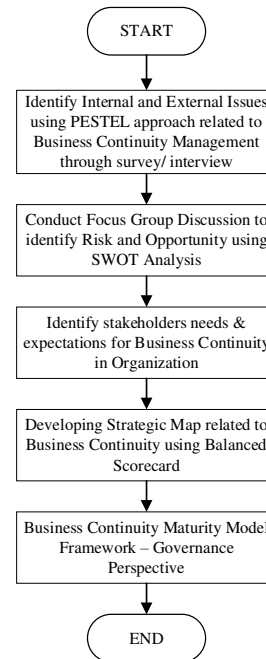 START
Identify Internal and External Issues
using PESTEL approach related to
Business Continuity Management
through survey/ interview
Conduct Focus Group Discussion to
identify Risk and Opportunity using
SWOT Analysis
Identify stakeholders needs &
expectations for Business Continuity
in Organization
Developing Strategic Map related to
Business Continuity using Balanced
Scorecard
Business Continuity Maturity Model
Framework – Governance
Perspective
END